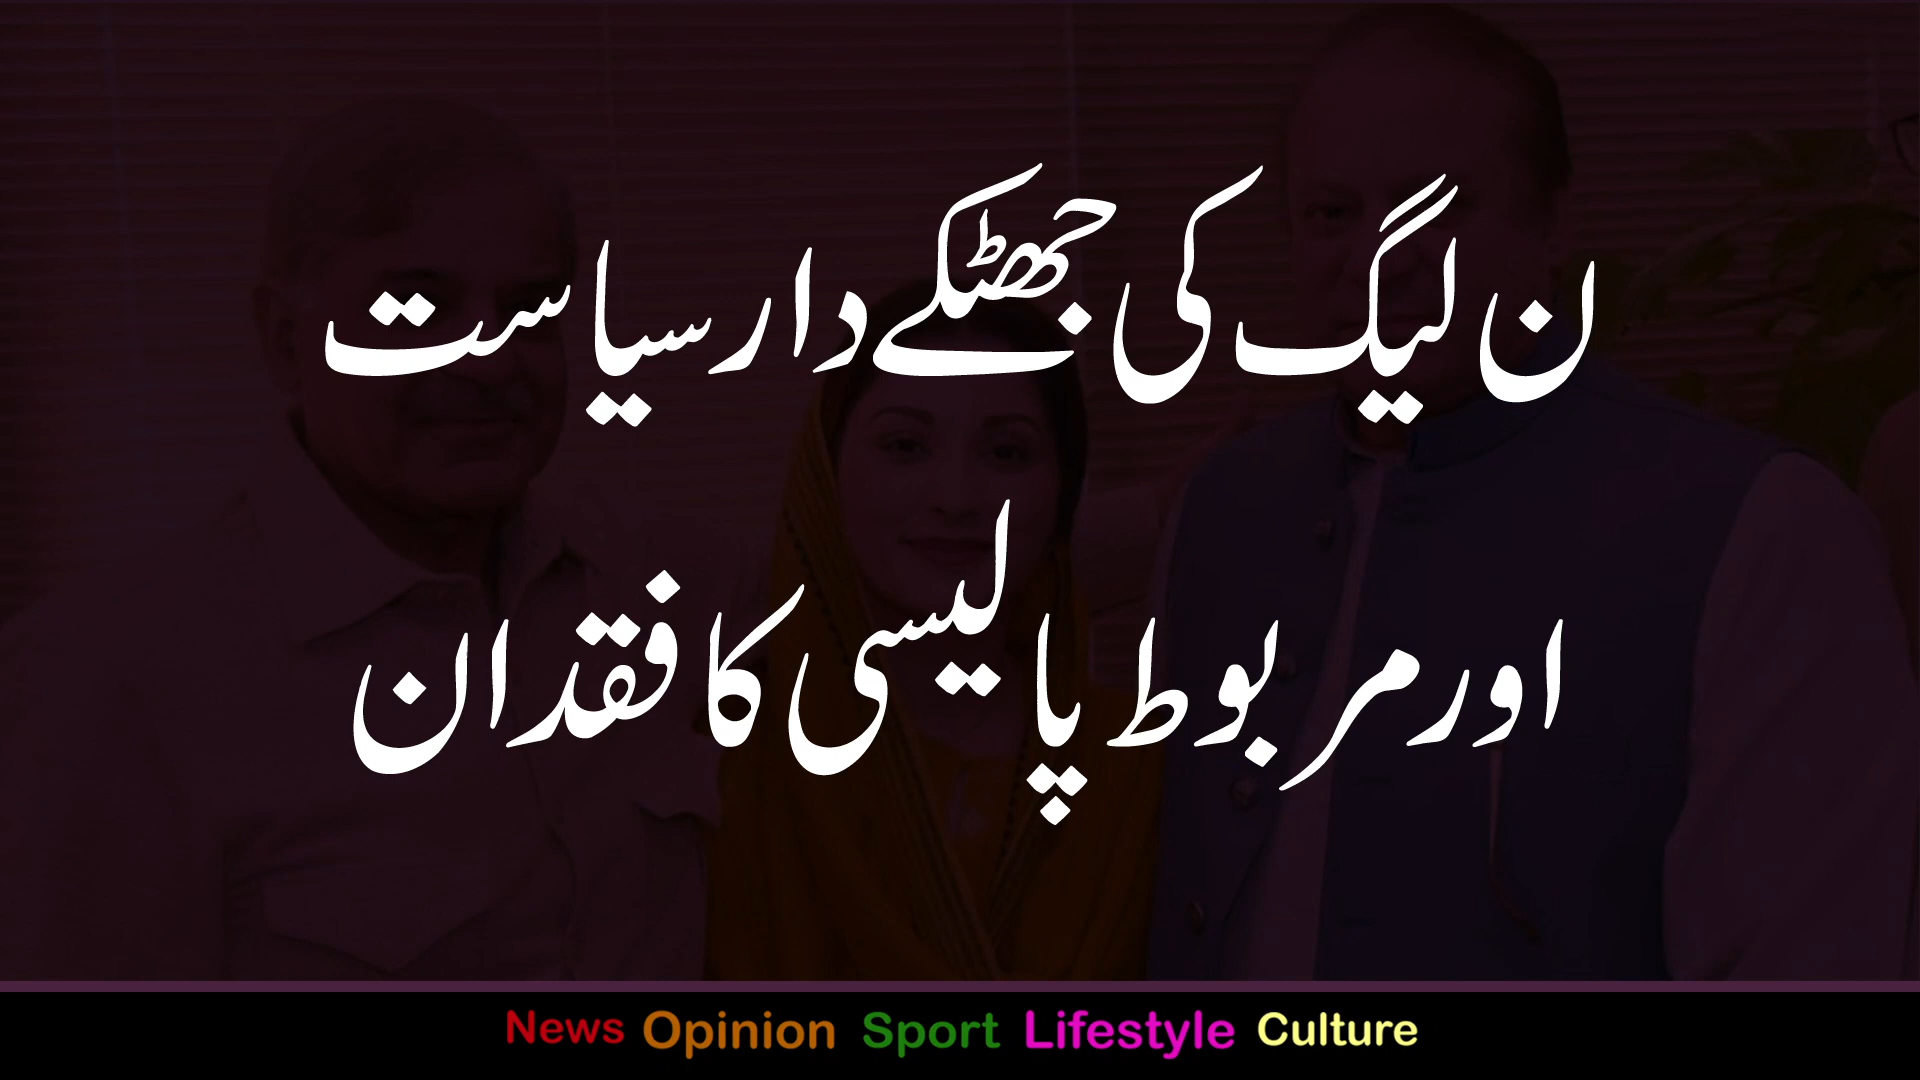 ن لیگ کی جھٹکے دار سیاست
اور مربوط پالیسی کا فقدان
News Opinion Sport Lifestyle Culture